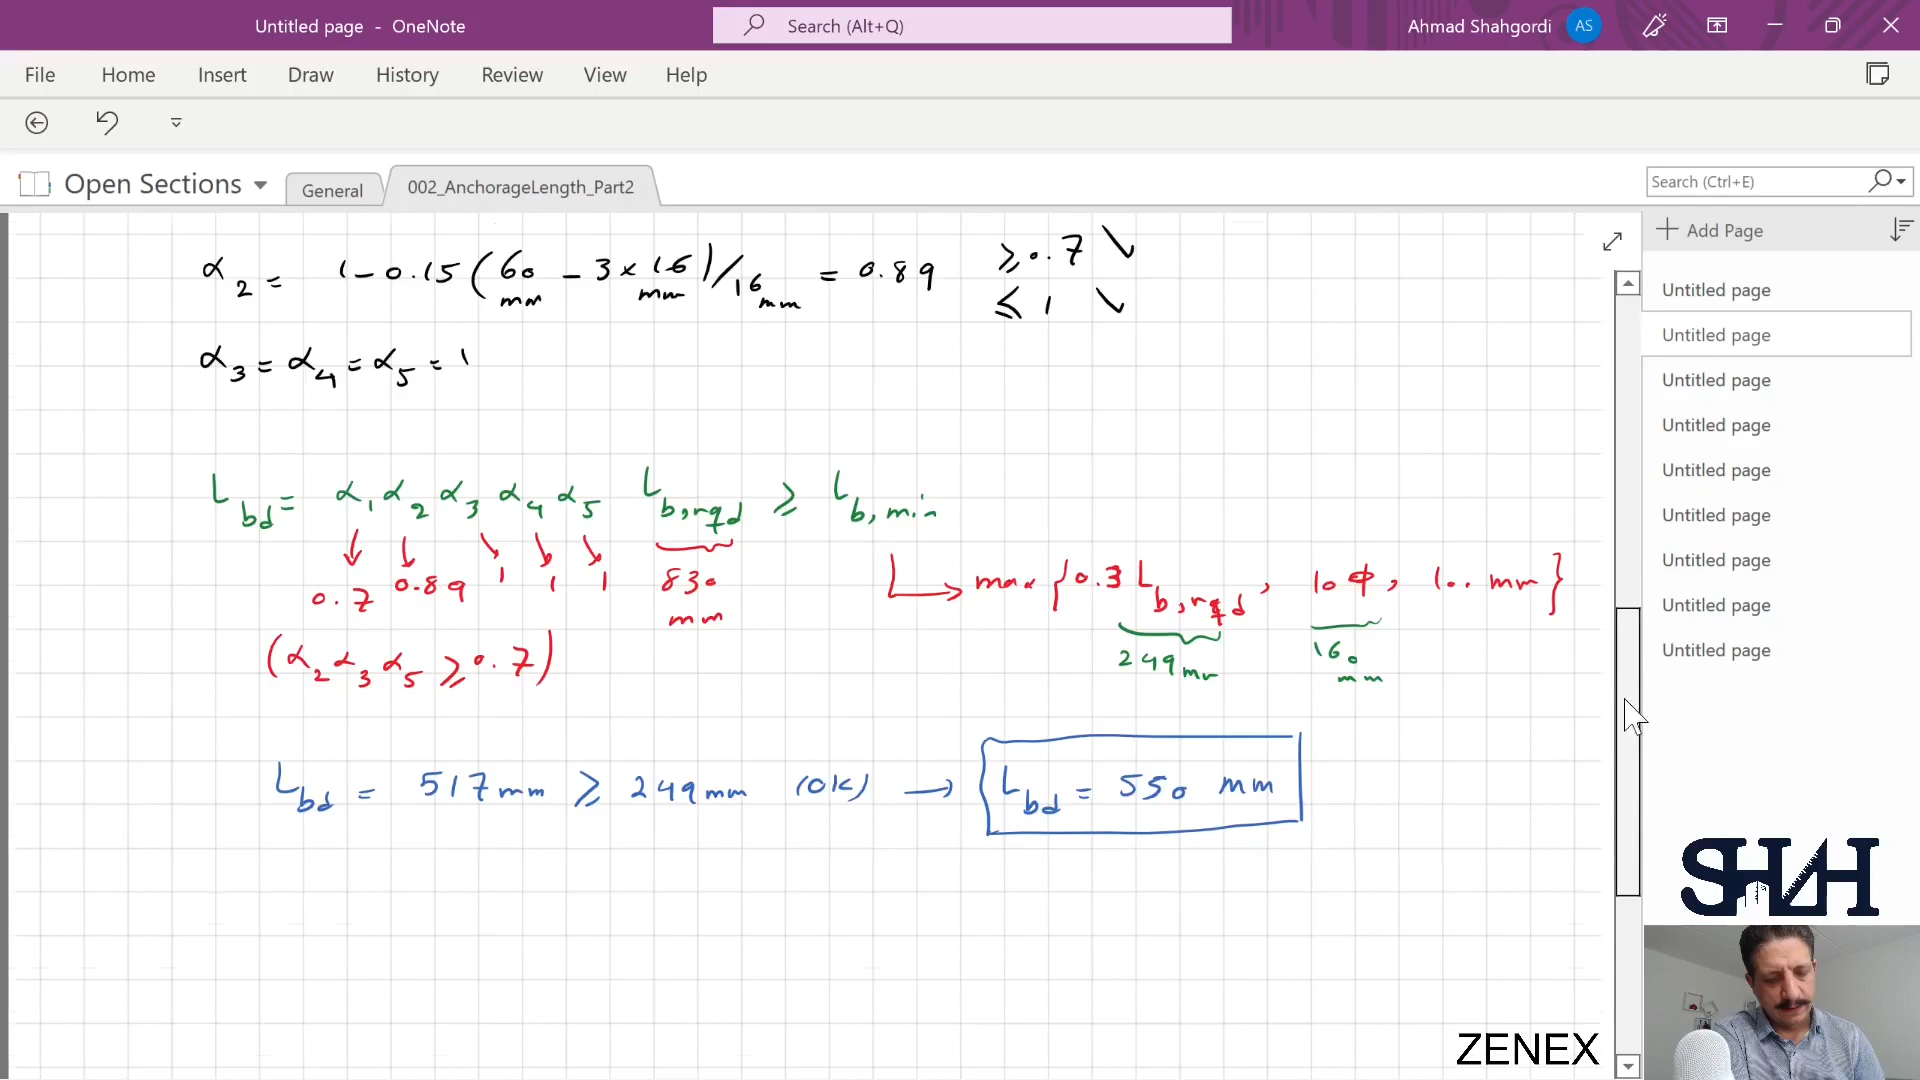 Untitled page - OneNote
Search (Alt+Q)
Ahmad Shahgordi AS
File Home Insert Draw History Review View Help
Open Sections General 002_AnchorageLength_Part2
Search (Ctrl+E)
Add Page
Untitled page
Untitled page
Untitled page
Untitled page
Untitled page
Untitled page
Untitled page
Untitled page
Untitled page
α2 = 1 - 0.15 (60 mm - 3 × 16 mm) / 16 mm = 0.89 ≥ 0.7
≤ 1
α3 = α4 = α5 = 1
Lbd = α1 α2 α3 α4 α5 Lb,rqd ≥ Lb,min
0.7 0.89 1 1 1 830 mm
max {0.3 Lb,rqd, 10 Φ, 100 mm}
249 mm 160 mm
(α2 α3 α5 ≥ 0.7)
Lbd = 517 mm ≥ 249 mm (OK) → Lbd = 550 mm
SHAH
ZENEX